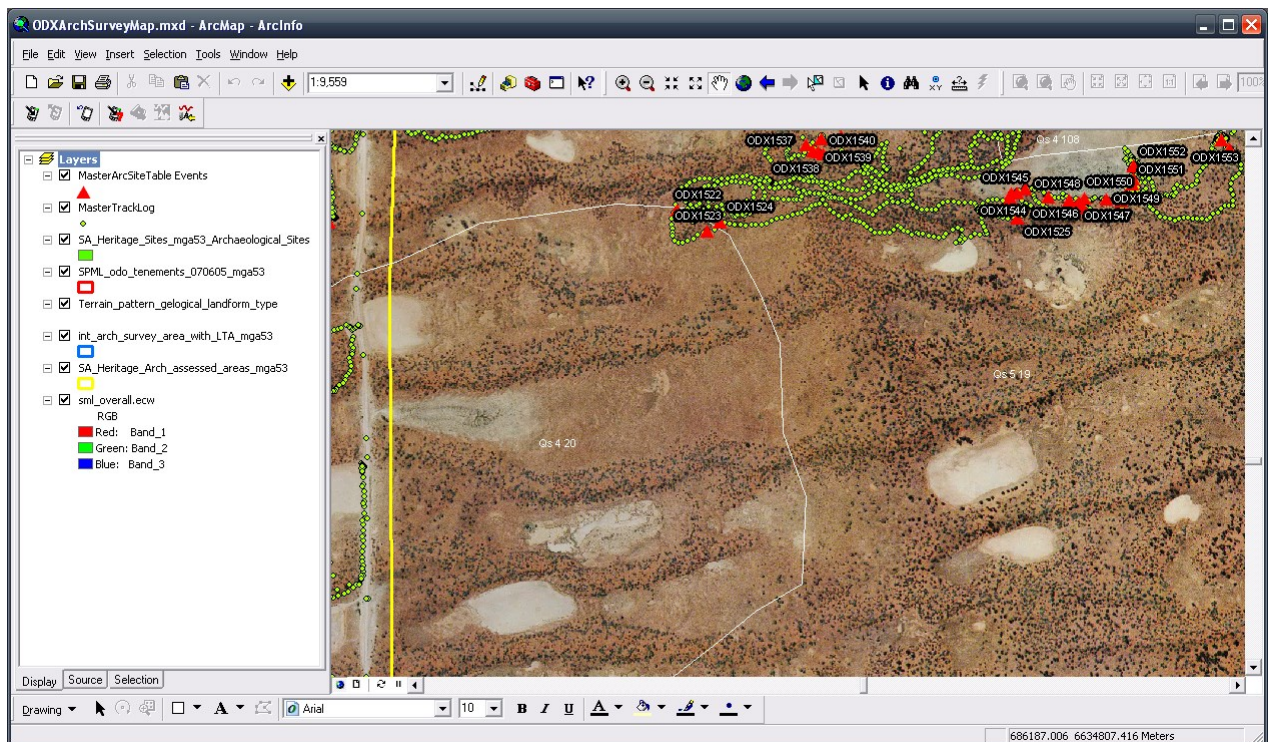 ODXArchSurveyMap.mxd - ArcMap - ArcInfo
File Edit View Insert Selection Tools Window Help
1:9,559
100%
Layers
MasterArcSiteTable Events
MasterTrackLog
SA_Heritage_Sites_mga53_Archaeological_Sites
SPML_odo_tenements_070605_mga53
Terrain_pattern_gelogical_landform_type
int_arch_survey_area_with_LTA_mga53
SA_Heritage_Arch_assessed_areas_mga53
sml_overall.ecw
RGB
Red: Band_1
Green: Band_2
Blue: Band_3
ODX1537
ODX1540
ODX1539
ODX1538
Qs 4 108
ODX1552
ODX1553
ODX1551
ODX1545
ODX1548
ODX1550
ODX1522
ODX1549
ODX1524
ODX1523
ODX1544
ODX1546
ODX1547
ODX1525
Qs 5 19
Qs 4 20
Display Source Selection
Drawing
A
Arial
10
B I U A
686187.006 6634807.416 Meters